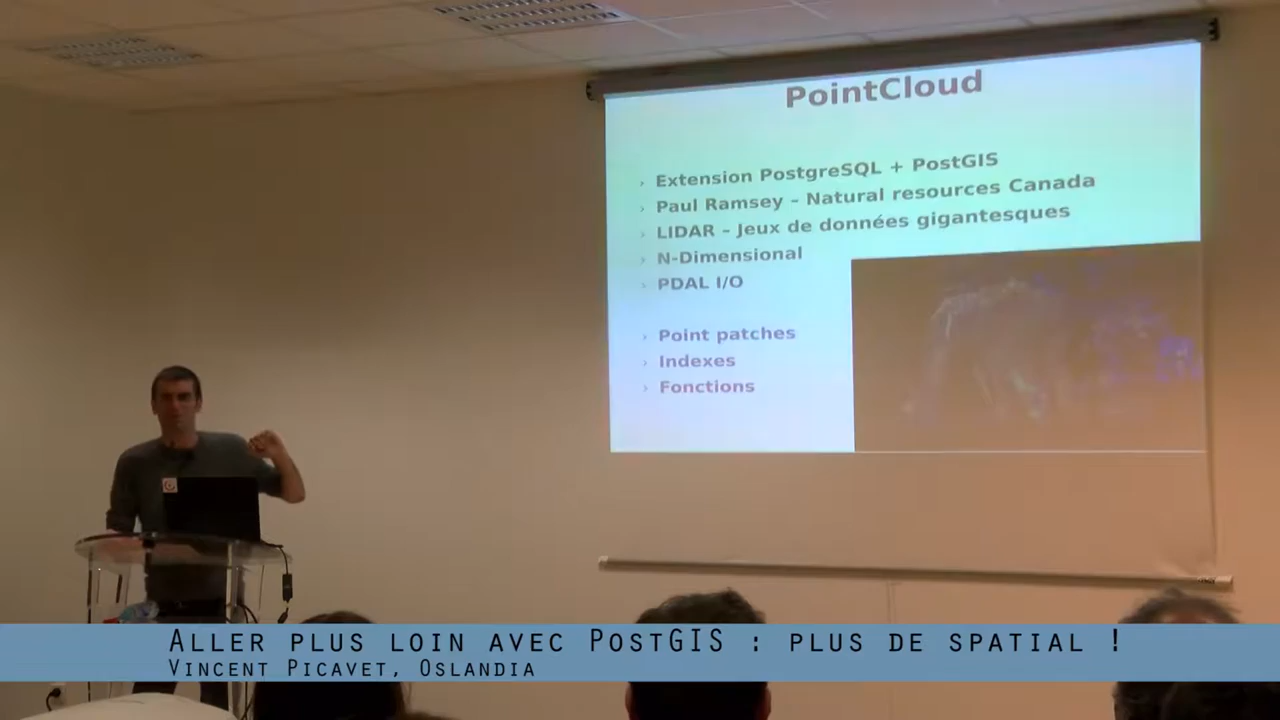 PointCloud
Extension PostgreSQL + PostGIS
Paul Ramsey – Natural resources Canada
LIDAR – Jeux de données gigantesques
N-Dimensional
PDAL I/O
Point patches
Indexes
Fonctions
Aller plus loin avec PostGIS : plus de spatial !
Vincent Picavet, Oslandia